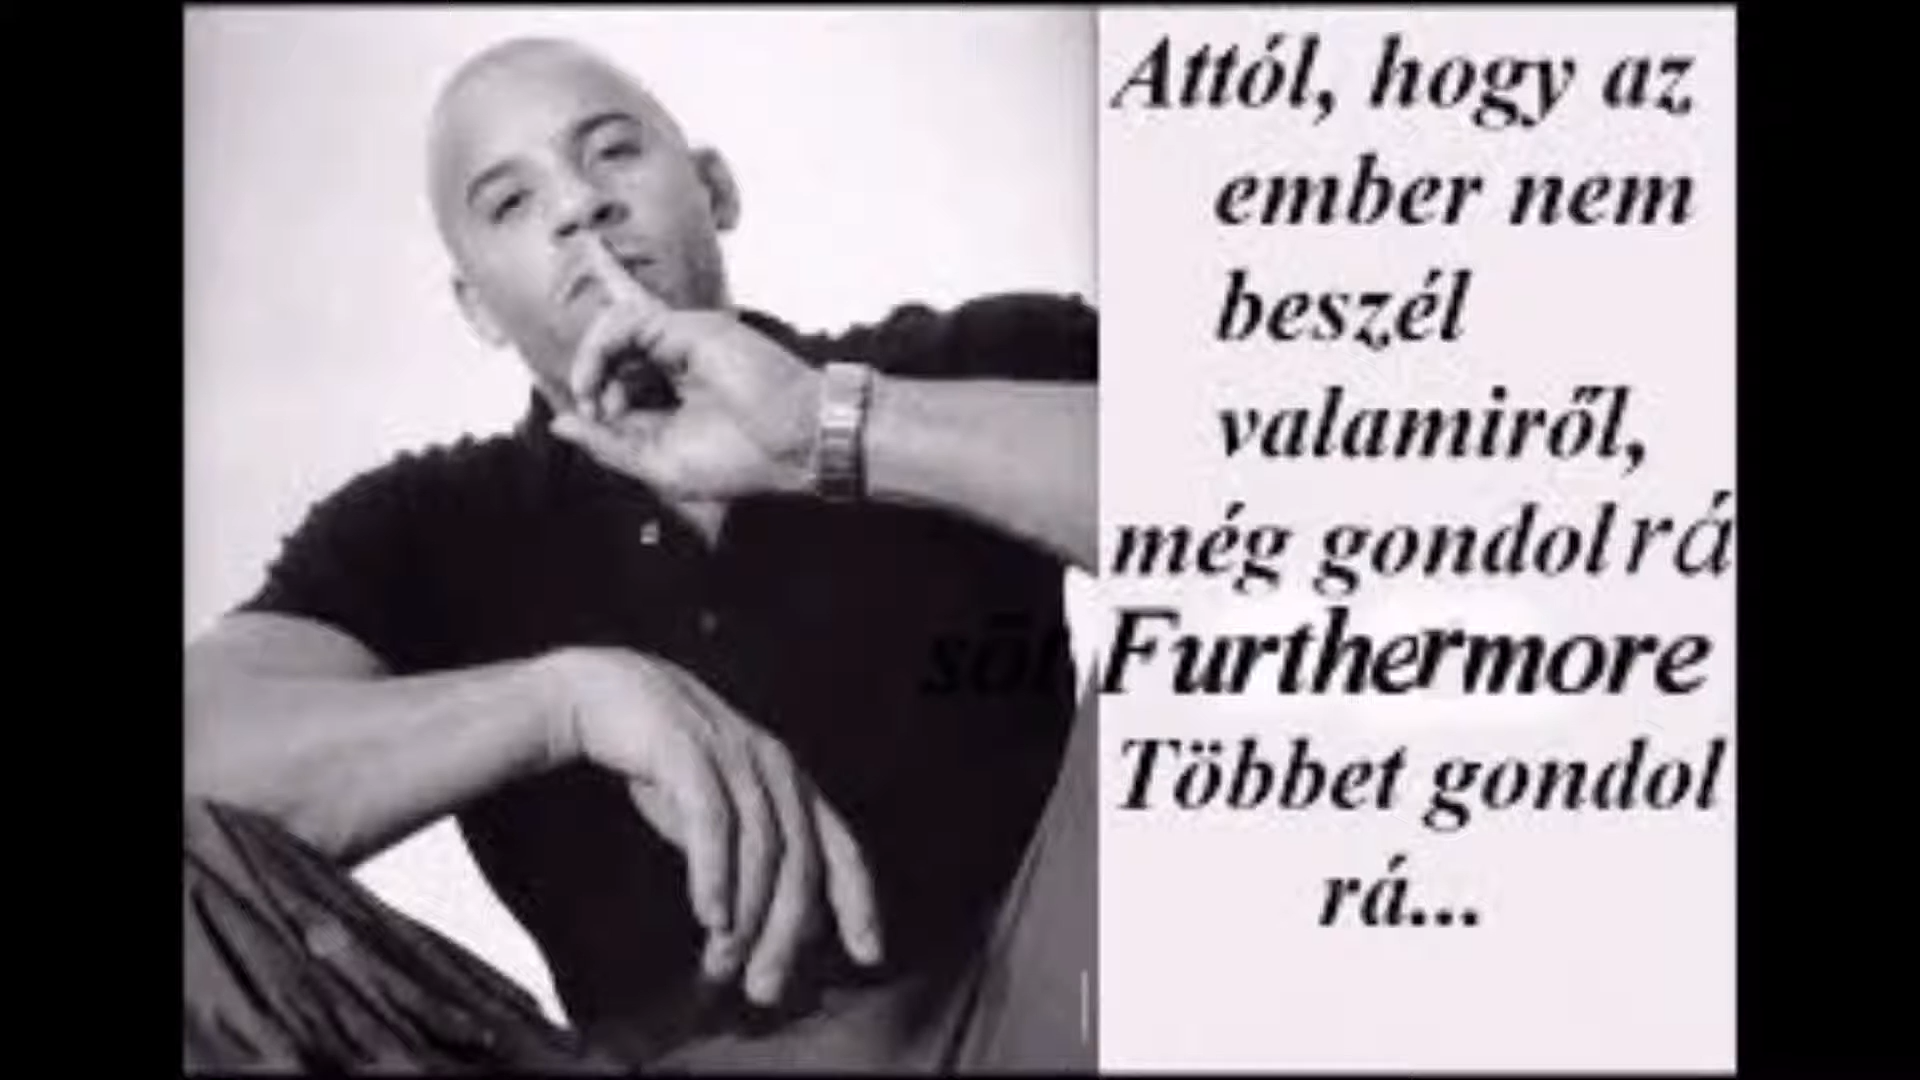 Attól, hogy az
ember nem
beszél
valamiről,
még gondol rá
sőt Furthermore
Többet gondol
rá...